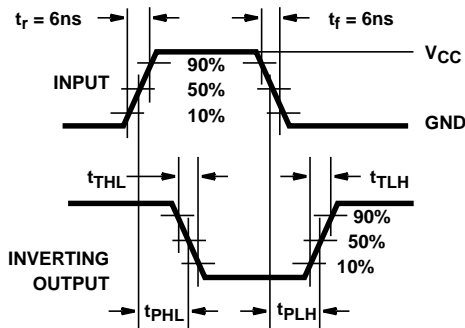 tr = 6ns
tf = 6ns
VCC
90%
INPUT
50%
10%
GND
tTHL
tTLH
90%
50%
INVERTING
OUTPUT
10%
tPHL
tPLH